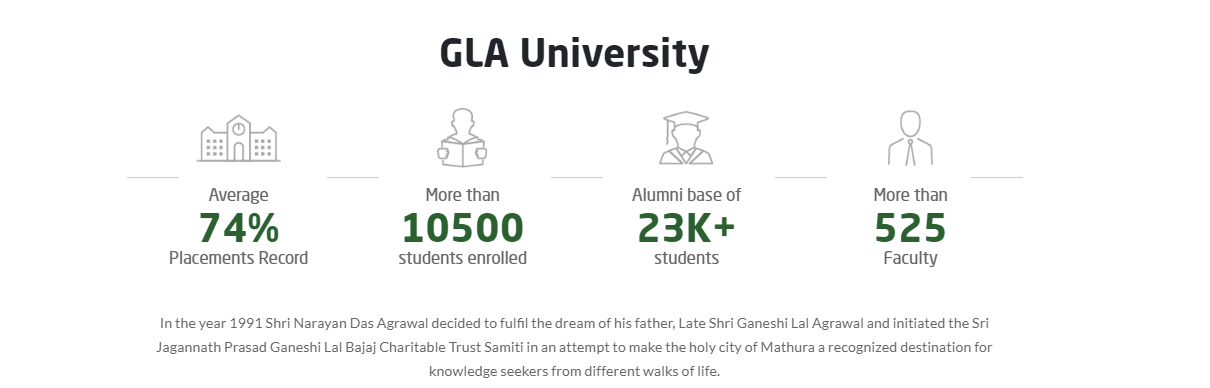 GLA University
Average
74%
Placements Record
More than
10500
students enrolled
Alumni base of
23K+
students
More than
525
Faculty
In the year 1991 Shri Narayan Das Agrawal decided to fulfil the dream of his father, Late Shri Ganeshi Lal Agrawal and initiated the Sri
Jagannath Prasad Ganeshi Lal Bajaj Charitable Trust Samiti in an attempt to make the holy city of Mathura a recognized destination for
knowledge seekers from different walks of life.